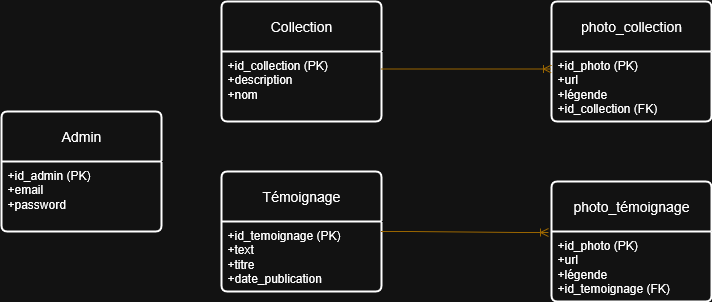 Collection
+id_collection (PK)
+description
+nom
photo_collection
+id_photo (PK)
+url
+légende
+id_collection (FK)
Admin
+id_admin (PK)
+email
+password
Témoignage
+id_temoignage (PK)
+text
+titre
+date_publication
photo_témoignage
+id_photo (PK)
+url
+légende
+id_temoignage (FK)